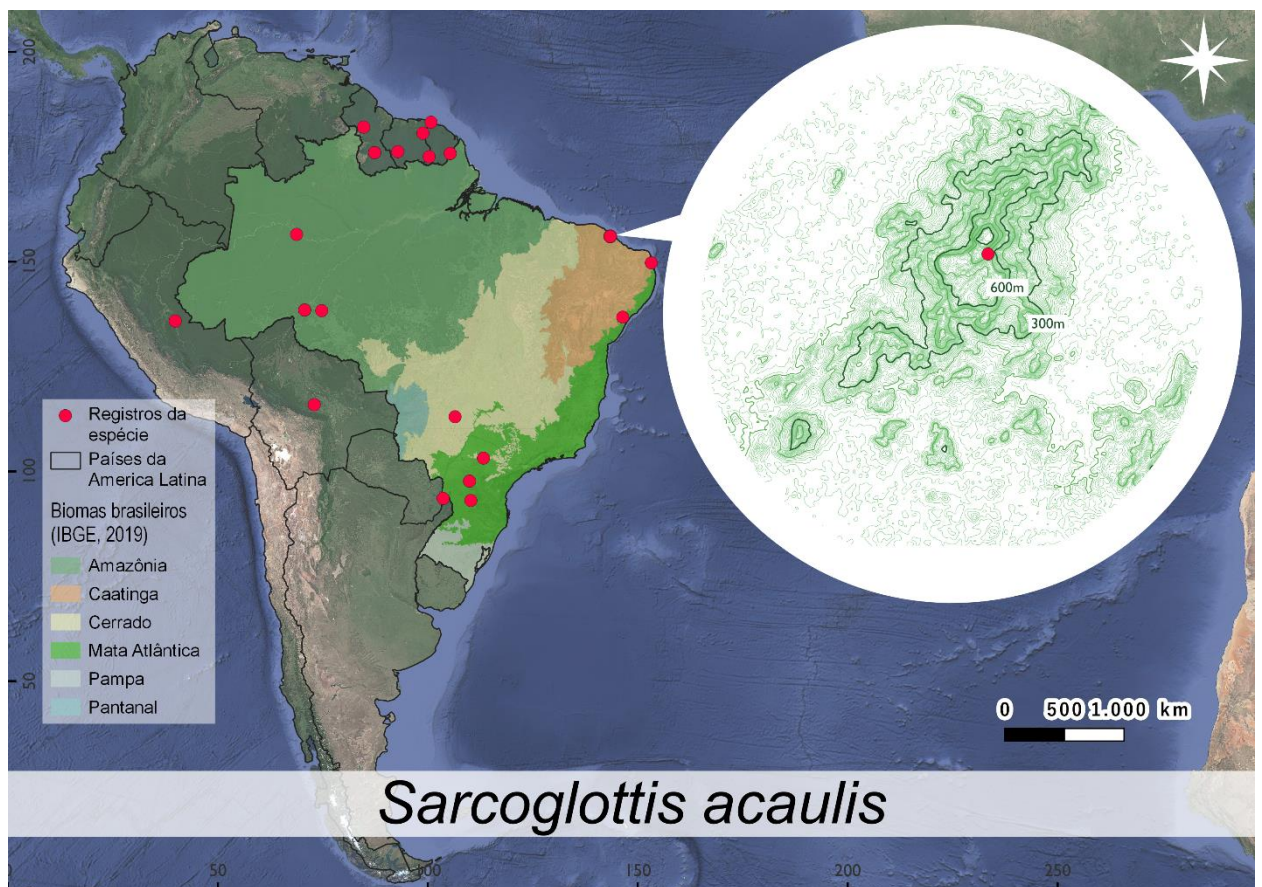 200
150
100
50
600m
300m
Registros da
espécie
Países da
America Latina
Biomas brasileiros
(IBGE, 2019)
Amazônia
Caatinga
Cerrado
Mata Atlântica
Pampa
Pantanal
0 500 1.000 km
Sarcoglottis acaulis
50 100 150 200 250